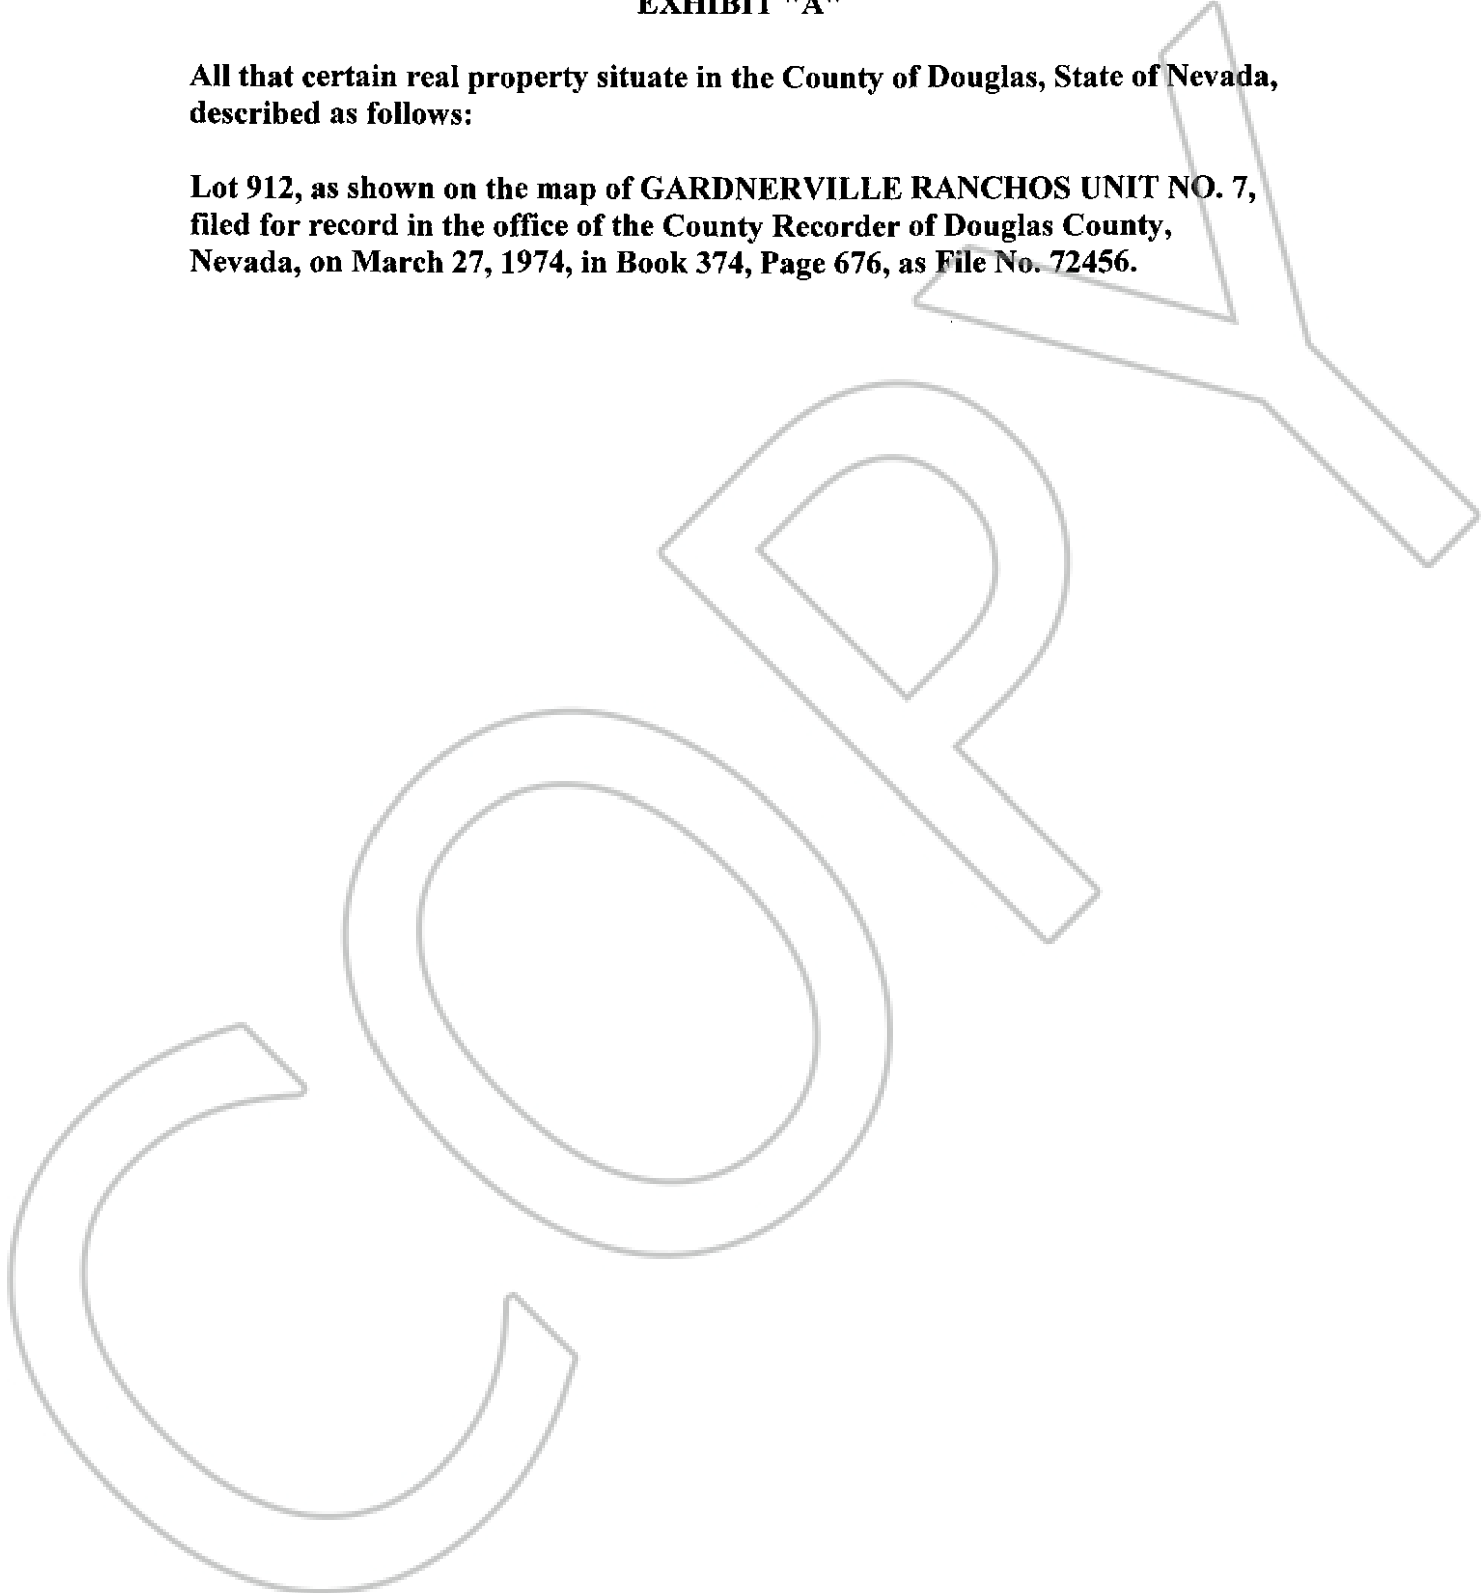 EXHIBIT "A"
All that certain real property situate in the County of Douglas, State of Nevada,
described as follows:
Lot 912, as shown on the map of GARDNERVILLE RANCHOS UNIT NO. 7,
filed for record in the office of the County Recorder of Douglas County,
Nevada, on March 27, 1974, in Book 374, Page 676, as File No. 72456.
COPY